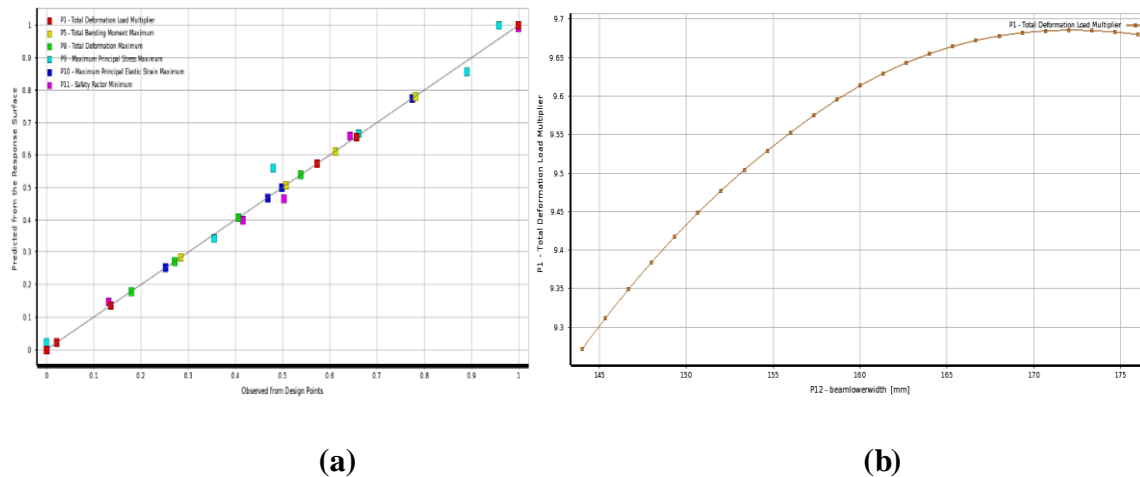 P1 - Total Deformation Load Multiplier
P5 - Total Bending Moment Maximum
P8 - Total Deformation Maximum
P9 - Maximum Principal Stress Maximum
P10 - Maximum Principal Elastic Strain Maximum
P11 - Safety Factor Minimum
Predicted from the Response Surface
1
0.9
0.8
0.7
0.6
0.5
0.4
0.3
0.2
0.1
0
0 0.1 0.2 0.3 0.4 0.5 0.6 0.7 0.8 0.9 1
Observed from Design Points
(a)
P1 - Total Deformation Load Multiplier
P1 - Total Deformation Load Multiplier
9.7
9.65
9.6
9.55
9.5
9.45
9.4
9.35
9.3
145 150 155 160 165 170 175
P12 - beamlowerwidth [mm]
(b)